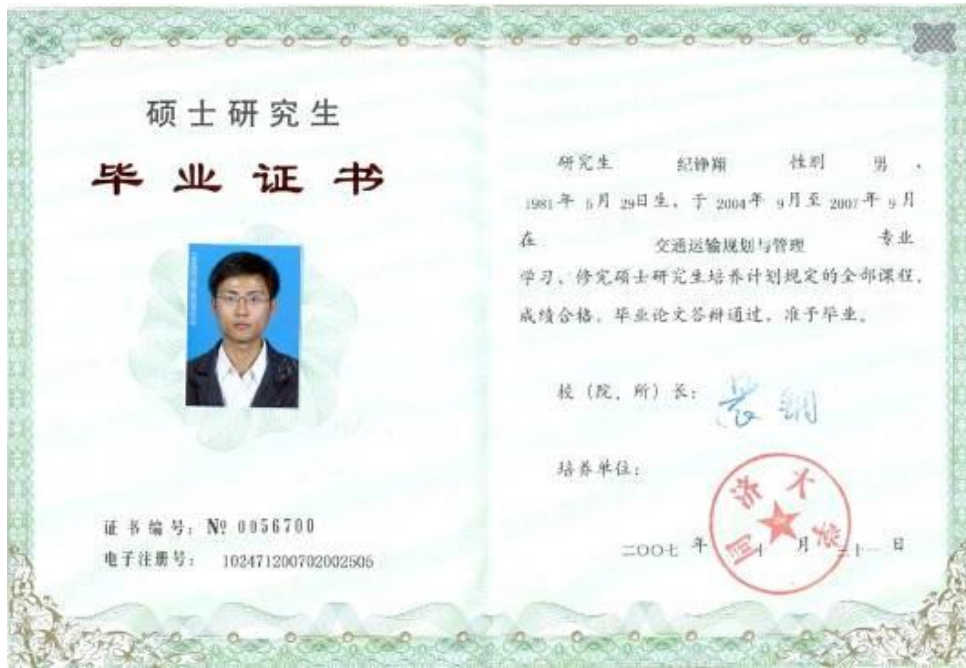 硕士研究生
毕业证书
证书编号：№ 0056700
电子注册号： 102471200702002505
研究生 纪铮翔 性别 男，
1981年 5月 29日生，于 2004年 9月至 2007年 9月
在 交通运输规划与管理 专业
学习、修完硕士研究生培养计划规定的全部课程，
成绩合格，毕业论文答辩通过，准予毕业。
校（院、所）长：
培养单位：
同济大学
二〇〇七 年 十 月 三十一 日